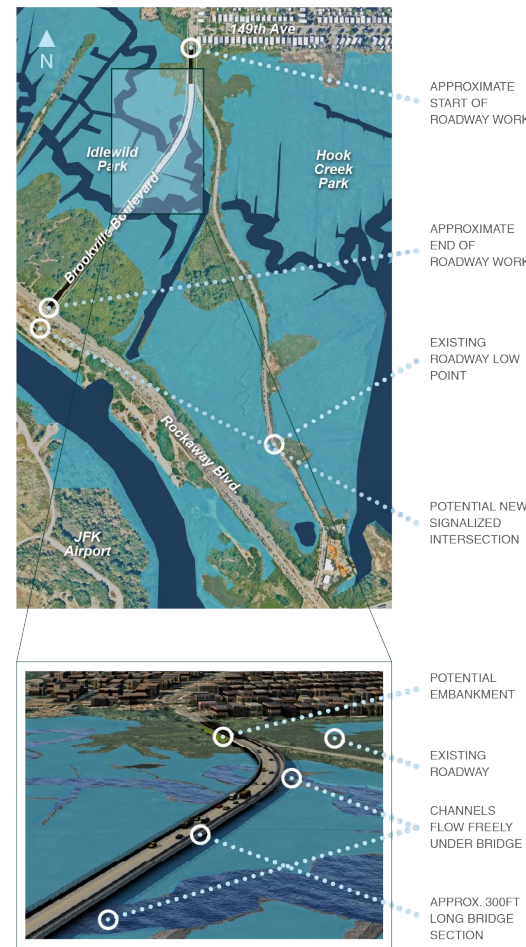 149th Ave
N
APPROXIMATE
START OF
ROADWAY WORK
Idlewild
Park
Hook
Creek
Park
Brookville Boulevard
APPROXIMATE
END OF
ROADWAY WORK
EXISTING
ROADWAY LOW
POINT
Rockaway Blvd.
POTENTIAL NEW
SIGNALIZED
INTERSECTION
JFK
Airport
POTENTIAL
EMBANKMENT
EXISTING
ROADWAY
CHANNELS
FLOW FREELY
UNDER BRIDGE
APPROX. 300FT
LONG BRIDGE
SECTION